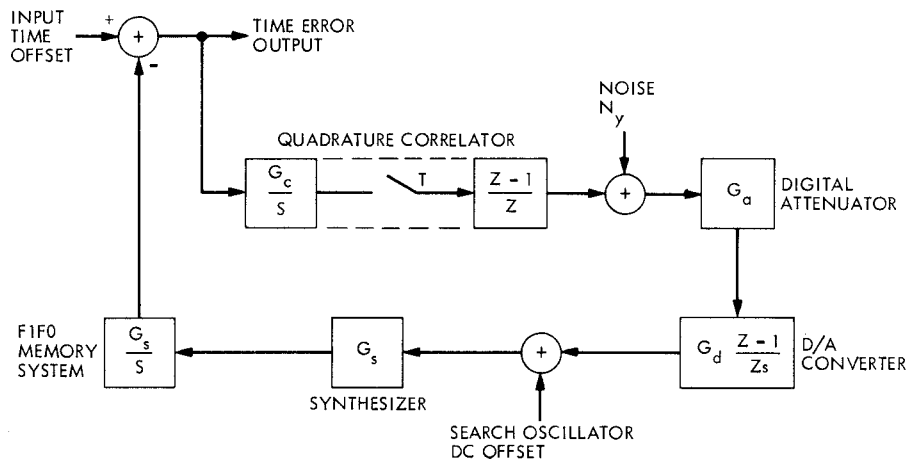 INPUT
TIME
OFFSET
+
+
-
TIME ERROR
OUTPUT
QUADRATURE CORRELATOR
G_c
S
T
Z - 1
Z
NOISE
N_y
+
G_a
DIGITAL
ATTENUATOR
F1F0
MEMORY
SYSTEM
G_s
S
G_s
SYNTHESIZER
+
G_d Z - 1
Zs
D/A
CONVERTER
SEARCH OSCILLATOR
DC OFFSET